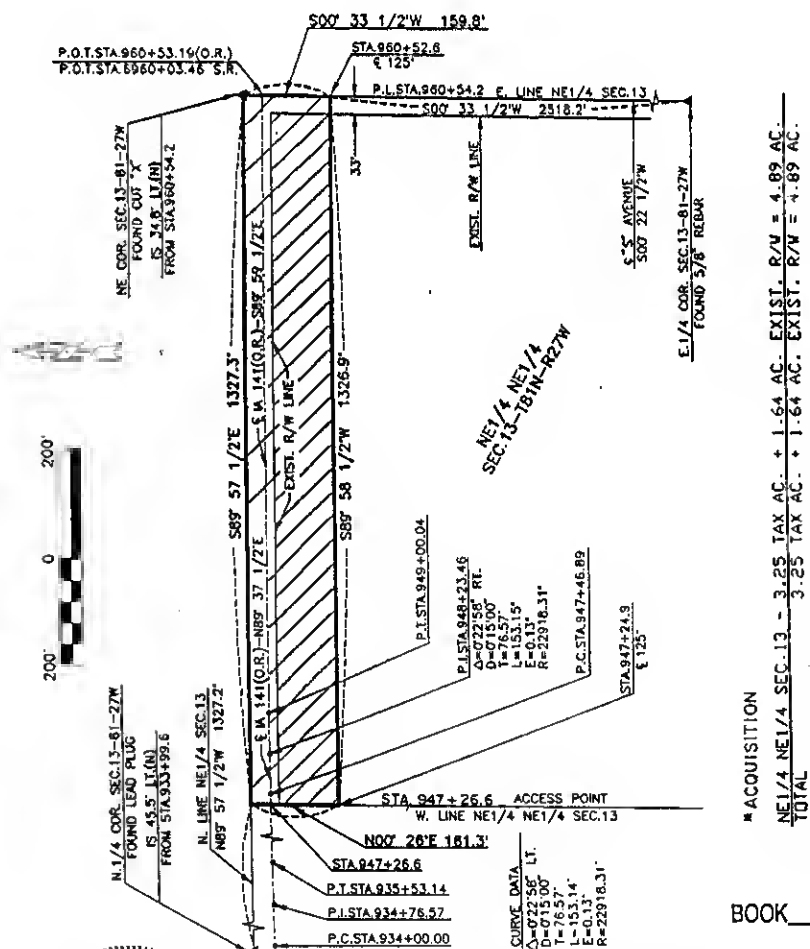 S00° 33 1/2'W 159.8'
P.O.T.STA.960+53.19(O.R.)
P.O.T.STA.6960+03.46 S.R.
STA.960+52.6
℄ 125'
P.L.STA.960+54.2 E. LINE NE1/4 SEC.13
S00° 33 1/2'W 2518.2'
33'
EXIST. R/W LINE
℄ "S" AVENUE
S00° 22 1/2'W
E.1/4 COR. SEC.13-81-27W
FOUND 5/8" REBAR
NE COR. SEC.13-81-27W
FOUND CUT "X"
IS 34.8' LT.(N)
FROM STA.960+54.2
S89° 57 1/2'E 1327.3'
℄ IA 141(O.R.)-S89° 59 1/2'E
EXIST. R/W LINE
℄ IA 141(O.R.)-N89° 37 1/2'E
S89° 58 1/2'W 1326.9'
NE1/4 NE1/4
SEC.13-T81N-R27W
200' 0 200'
P.T.STA.949+00.04
P.I.STA.948+23.46
Δ=0°22'58" RT.
D=0°15'00"
T=76.57'
L=153.15'
E=0.13'
R=22918.31'
P.C.STA.947+46.89
STA.947+24.9
℄ 125'
N.1/4 COR. SEC.13-81-27W
FOUND LEAD PLUG
IS 45.5' LT.(N)
FROM STA.933+99.6
N. LINE NE1/4 SEC.13
N89° 57 1/2'W 1327.2'
STA. 947+26.6 ACCESS POINT
W. LINE NE1/4 NE1/4 SEC.13
N00° 26'E 161.3'
STA.947+26.6
P.T.STA.935+53.14
P.I.STA.934+76.57
P.C.STA.934+00.00
CURVE DATA
Δ=0°22'58" LT.
D=0°15'00"
T=76.57'
L=153.14'
E=0.13'
R=22918.31'
*ACQUISITION
NE1/4 NE1/4 SEC.13 - 3.25 TAX AC. + 1.64 AC. EXIST. R/W = 4.89 AC.
TOTAL 3.25 TAX AC. + 1.64 AC. EXIST. R/W = 4.89 AC.
BOOK